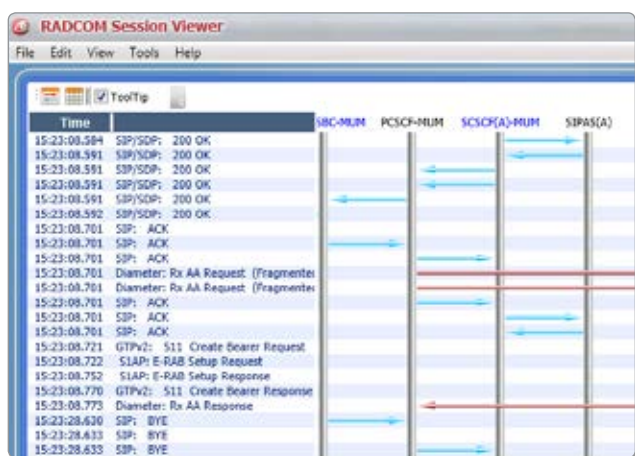 RADCOM Session Viewer
File Edit View Tools Help
ToolTip
Time SBC-MUM PCSCF-MUM SCSCF(A)-MUM SIPAS(A)
15:23:08.584 SIP/SDP: 200 OK
15:23:08.591 SIP/SDP: 200 OK
15:23:08.591 SIP/SDP: 200 OK
15:23:08.591 SIP/SDP: 200 OK
15:23:08.591 SIP/SDP: 200 OK
15:23:08.592 SIP/SDP: 200 OK
15:23:08.701 SIP: ACK
15:23:08.701 SIP: ACK
15:23:08.701 SIP: ACK
15:23:08.701 Diameter: Rx AA Request (Fragmented
15:23:08.701 Diameter: Rx AA Request (Fragmented
15:23:08.701 SIP: ACK
15:23:08.701 SIP: ACK
15:23:08.701 SIP: ACK
15:23:08.721 GTPv2: S11 Create Bearer Request
15:23:08.722 S1AP: E-RAB Setup Request
15:23:08.752 S1AP: E-RAB Setup Response
15:23:08.770 GTPv2: S11 Create Bearer Response
15:23:08.773 Diameter: Rx AA Response
15:23:28.630 SIP: BYE
15:23:28.633 SIP: BYE
15:23:28.633 SIP: BYE